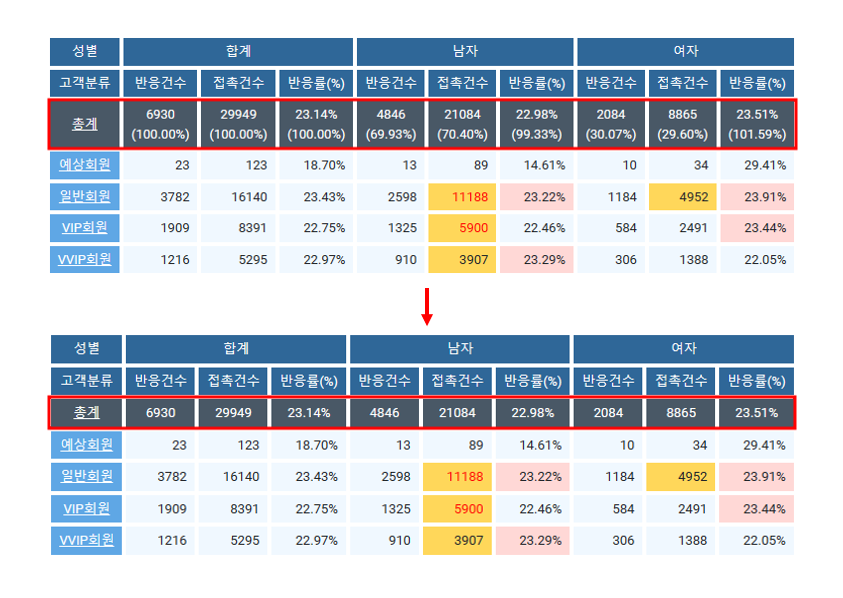 성별 합계 남자 여자
고객분류 반응건수 접촉건수 반응률(%) 반응건수 접촉건수 반응률(%) 반응건수 접촉건수 반응률(%)
총계 6930 (100.00%) 29949 (100.00%) 23.14% (100.00%) 4846 (69.93%) 21084 (70.40%) 22.98% (99.33%) 2084 (30.07%) 8865 (29.60%) 23.51% (101.59%)
예상회원 23 123 18.70% 13 89 14.61% 10 34 29.41%
일반회원 3782 16140 23.43% 2598 11188 23.22% 1184 4952 23.91%
VIP회원 1909 8391 22.75% 1325 5900 22.46% 584 2491 23.44%
VVIP회원 1216 5295 22.97% 910 3907 23.29% 306 1388 22.05%
성별 합계 남자 여자
고객분류 반응건수 접촉건수 반응률(%) 반응건수 접촉건수 반응률(%) 반응건수 접촉건수 반응률(%)
총계 6930 29949 23.14% 4846 21084 22.98% 2084 8865 23.51%
예상회원 23 123 18.70% 13 89 14.61% 10 34 29.41%
일반회원 3782 16140 23.43% 2598 11188 23.22% 1184 4952 23.91%
VIP회원 1909 8391 22.75% 1325 5900 22.46% 584 2491 23.44%
VVIP회원 1216 5295 22.97% 910 3907 23.29% 306 1388 22.05%